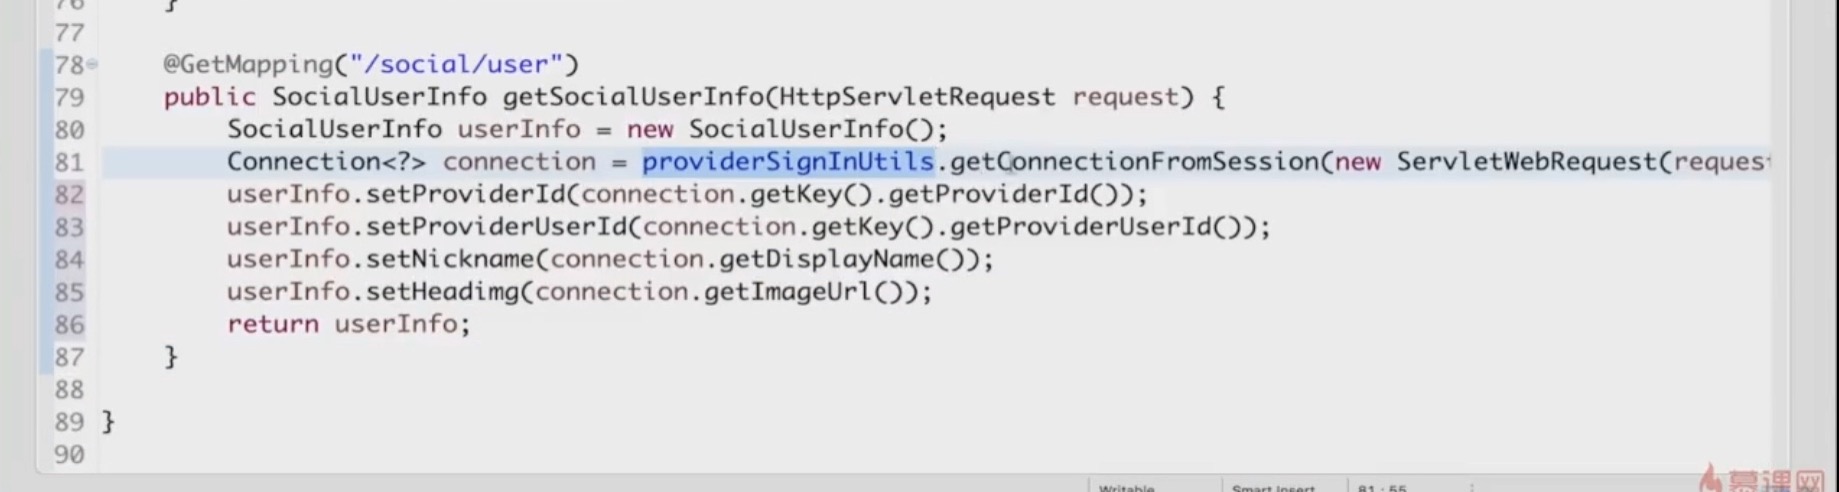 76 }
77
78 @GetMapping("/social/user")
79 public SocialUserInfo getSocialUserInfo(HttpServletRequest request) {
80 SocialUserInfo userInfo = new SocialUserInfo();
81 Connection<?> connection = providerSignInUtils.getConnectionFromSession(new ServletWebRequest(request
82 userInfo.setProviderId(connection.getKey().getProviderId());
83 userInfo.setProviderUserId(connection.getKey().getProviderUserId());
84 userInfo.setNickname(connection.getDisplayName());
85 userInfo.setHeadimg(connection.getImageUrl());
86 return userInfo;
87 }
88
89 }
90
Writable Smart Insert 81 : 55
慕课网